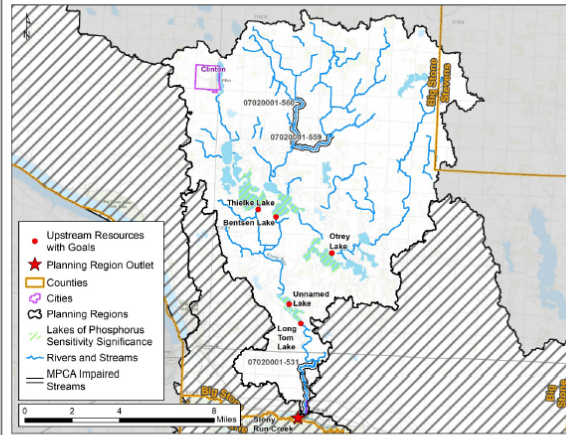 N
Clinton
Big Stone
Stevens
07020001-560
07020001-559
Thielke Lake
Bentsen Lake
Otrey
Lake
Unnamed
Lake
Long
Tom
Lake
07020001-531
Big Stone
Stony
Run Creek
Big
Upstream Resources
with Goals
Planning Region Outlet
Counties
Cities
Planning Regions
Lakes of Phosphorus
Sensitivity Significance
Rivers and Streams
MPCA Impaired
Streams
0 2 4 8
Miles